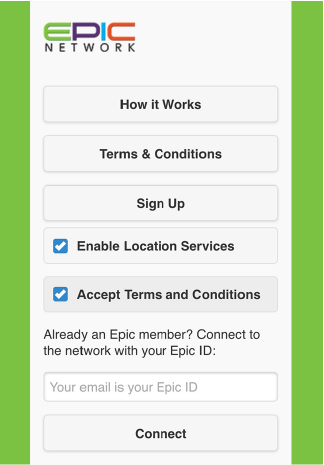 EPIC
NETWORK
How it Works
Terms & Conditions
Sign Up
Enable Location Services
Accept Terms and Conditions
Already an Epic member? Connect to
the network with your Epic ID:
Your email is your Epic ID
Connect